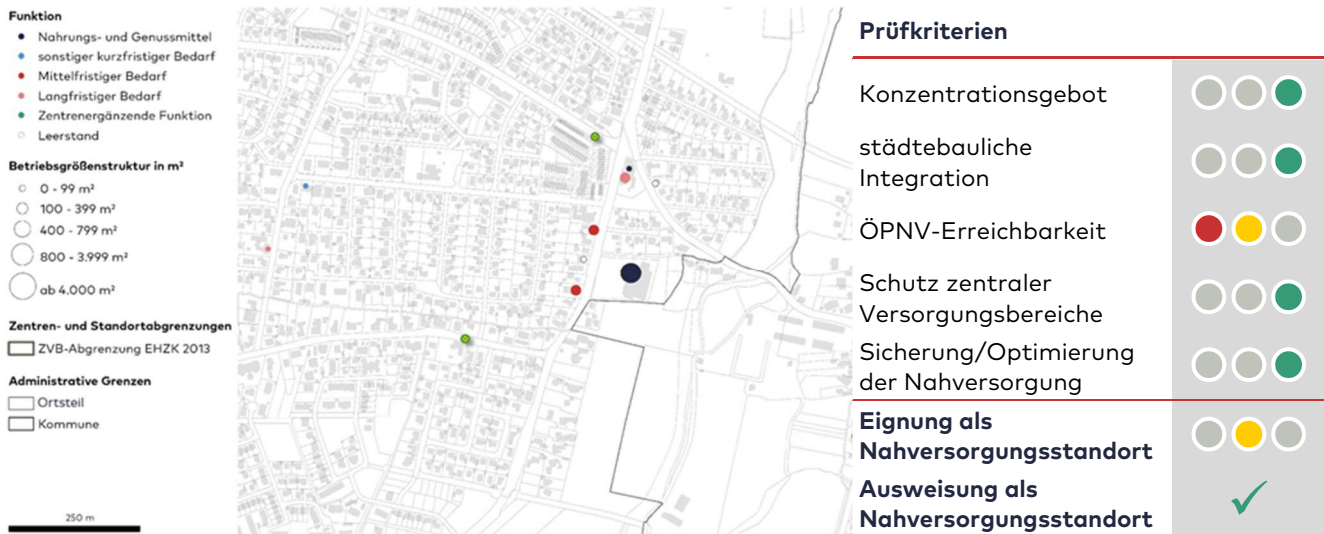 Funktion
Nahrungs- und Genussmittel
sonstiger kurzfristiger Bedarf
Mittelfristiger Bedarf
Langfristiger Bedarf
Zentrenergänzende Funktion
Leerstand
Betriebsgrößenstruktur in m²
0 - 99 m²
100 - 399 m²
400 - 799 m²
800 - 3.999 m²
ab 4.000 m²
Zentren- und Standortabgrenzungen
ZVB-Abgrenzung EHZK 2013
Administrative Grenzen
Ortsteil
Kommune
250 m
Prüfkriterien
Konzentrationsgebot
städtebauliche
Integration
ÖPNV-Erreichbarkeit
Schutz zentraler
Versorgungsbereiche
Sicherung/Optimierung
der Nahversorgung
Eignung als
Nahversorgungsstandort
Ausweisung als
Nahversorgungsstandort